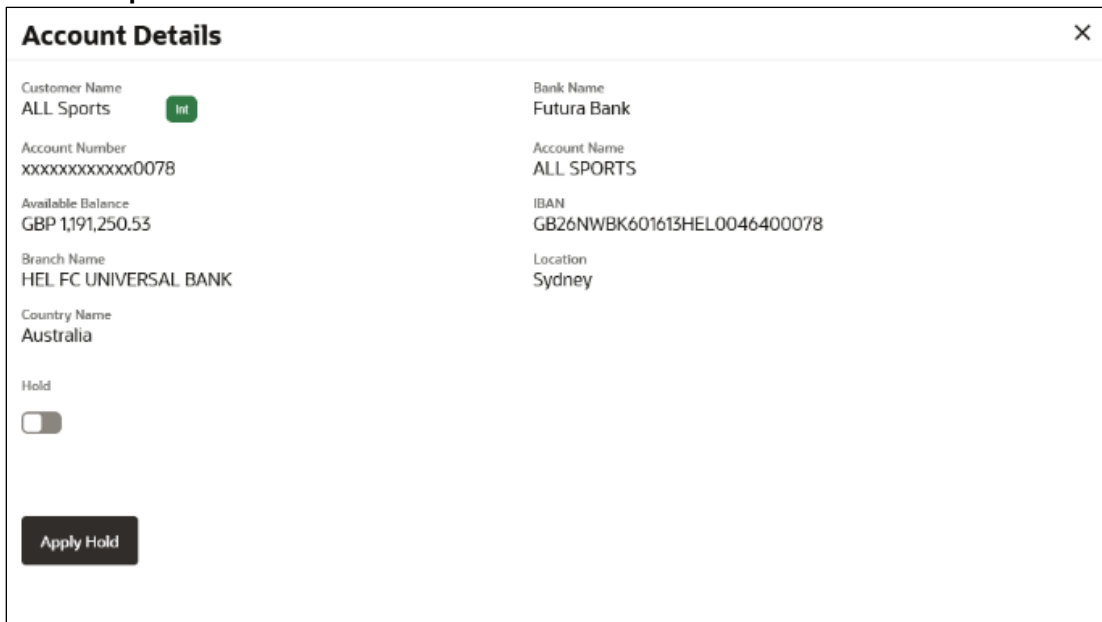 Account Details
Customer Name
ALL Sports
Int
Bank Name
Futura Bank
Account Number
xxxxxxxxxxxx0078
Account Name
ALL SPORTS
Available Balance
GBP 1,191,250.53
IBAN
GB26NWBK601613HEL0046400078
Branch Name
HEL FC UNIVERSAL BANK
Location
Sydney
Country Name
Australia
Hold
Apply Hold